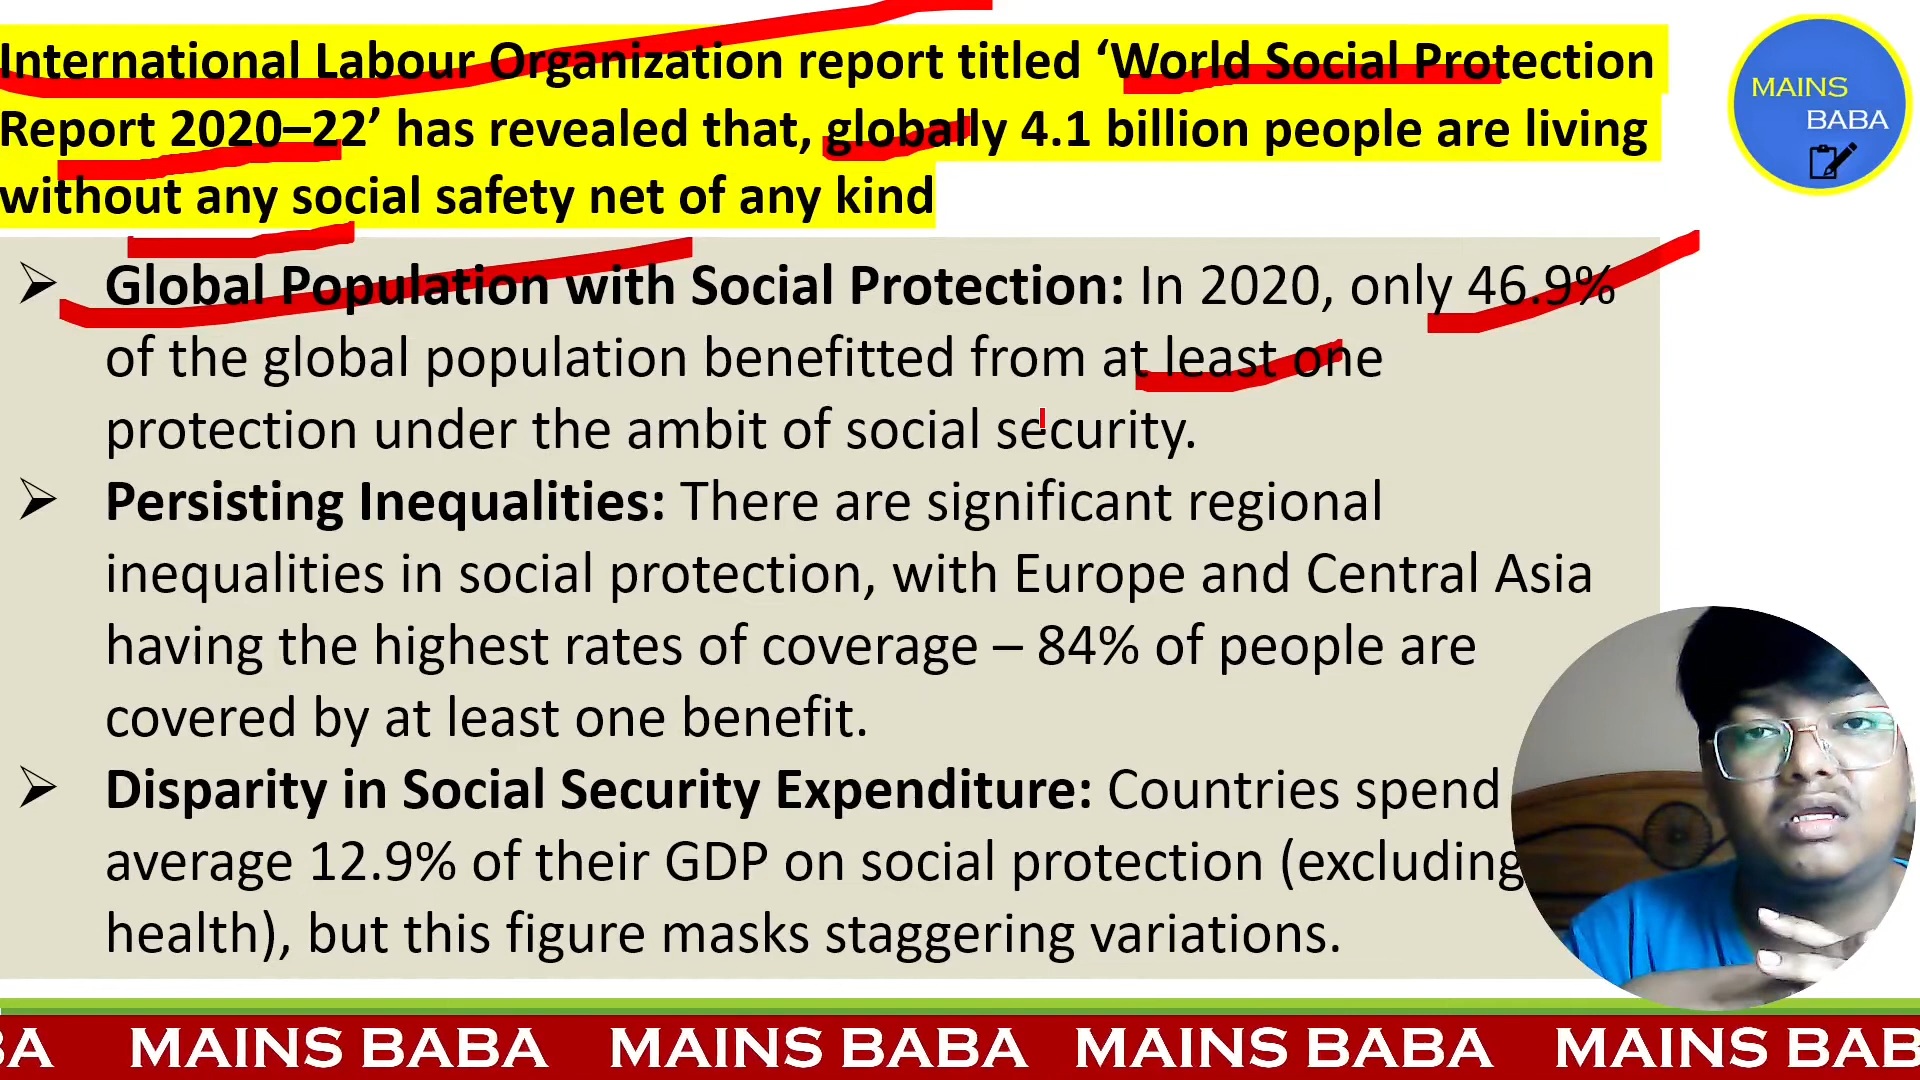 International Labour Organization report titled ‘World Social Protection
Report 2020–22’ has revealed that, globally 4.1 billion people are living
without any social safety net of any kind
MAINS
BABA
➢ Global Population with Social Protection: In 2020, only 46.9%
of the global population benefitted from at least one
protection under the ambit of social security.
➢ Persisting Inequalities: There are significant regional
inequalities in social protection, with Europe and Central Asia
having the highest rates of coverage – 84% of people are
covered by at least one benefit.
➢ Disparity in Social Security Expenditure: Countries spend
average 12.9% of their GDP on social protection (excluding
health), but this figure masks staggering variations.
BA MAINS BABA MAINS BABA MAINS BABA MAINS BAB